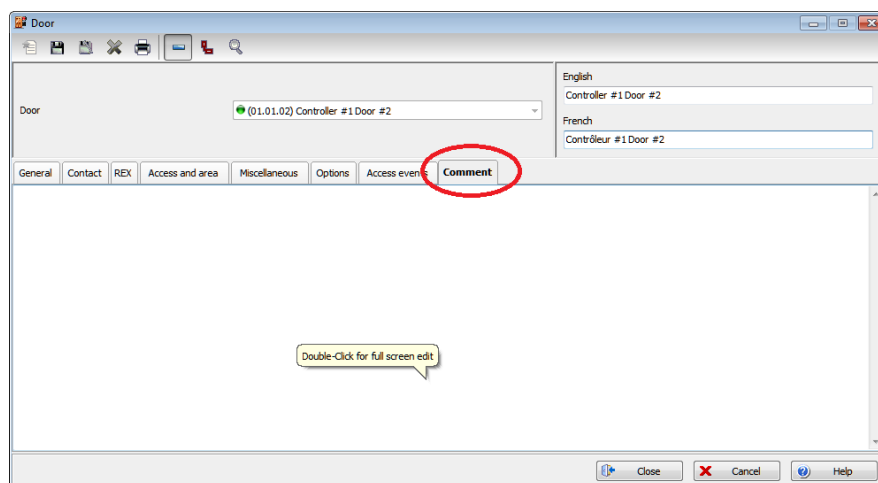 Door
English
Controller #1 Door #2
Door
(01.01.02) Controller #1 Door #2
French
Contrôleur #1 Door #2
General Contact REX Access and area Miscellaneous Options Access events Comment
Double-Click for full screen edit
Close Cancel Help